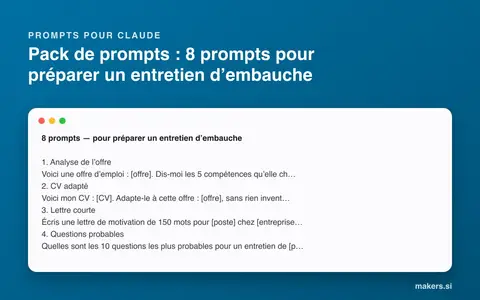 PROMPTS POUR CLAUDE
Pack de prompts : 8 prompts pour
préparer un entretien d’embauche
8 prompts — pour préparer un entretien d’embauche
1. Analyse de l’offre
Voici une offre d’emploi : [offre]. Dis-moi les 5 compétences qu’elle ch…
2. CV adapté
Voici mon CV : [CV]. Adapte-le à cette offre : [offre], sans rien invent…
3. Lettre courte
Écris une lettre de motivation de 150 mots pour [poste] chez [entreprise…
4. Questions probables
Quelles sont les 10 questions les plus probables pour un entretien de [p…
makers.si